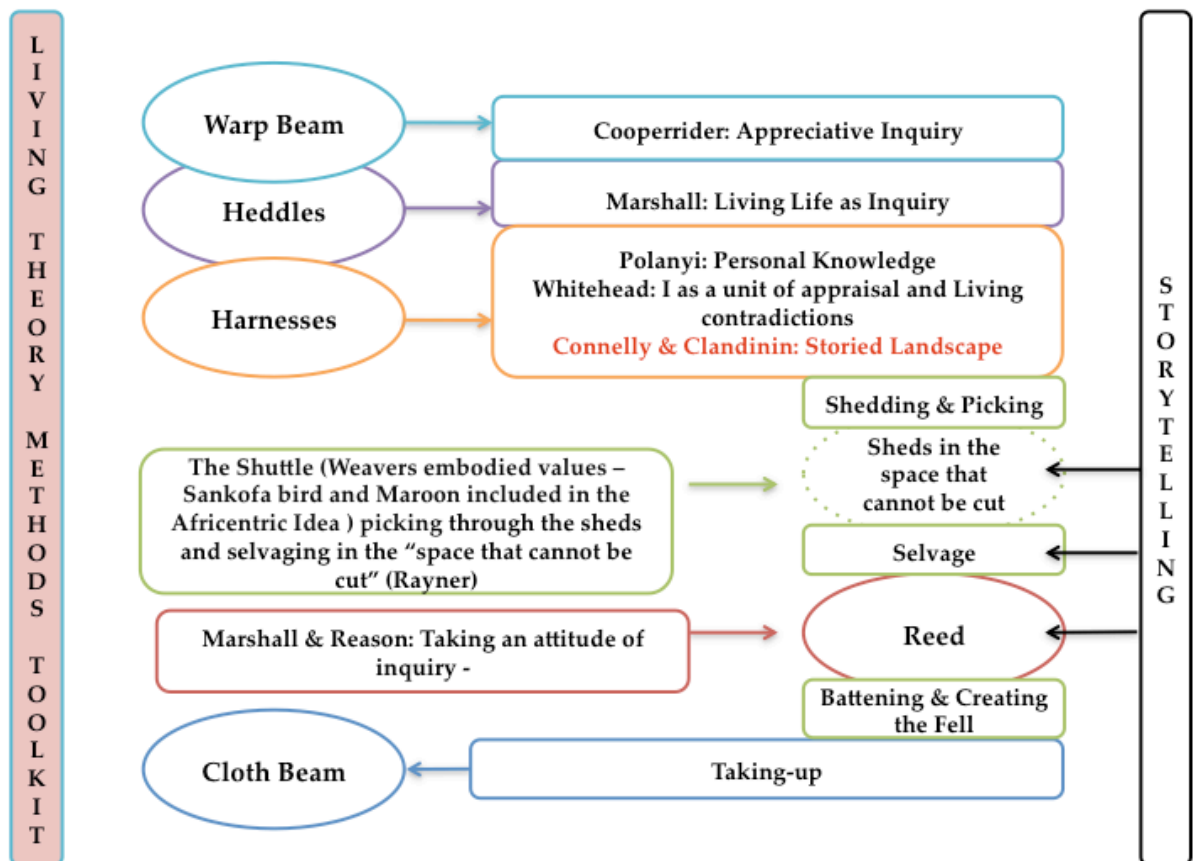 LIVING THEORY METHODS TOOLKIT
Warp Beam
Cooperrider: Appreciative Inquiry
Heddles
Marshall: Living Life as Inquiry
Harnesses
Polanyi: Personal Knowledge
Whitehead: I as a unit of appraisal and Living
contradictions
Connelly & Clandinin: Storied Landscape
Shedding & Picking
Sheds in the
space that
cannot be cut
The Shuttle (Weavers embodied values –
Sankofa bird and Maroon included in the
Africentric Idea ) picking through the sheds
and selvaging in the “space that cannot be
cut” (Rayner)
Selvage
Marshall & Reason: Taking an attitude of
inquiry -
Reed
Battening & Creating
the Fell
Cloth Beam
Taking-up
STORYTELLING